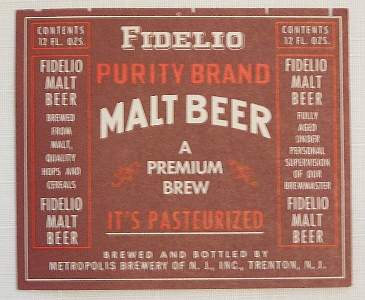 FIDELIO
PURITY BRAND
MALT BEER
A
PREMIUM
BREW
IT'S PASTEURIZED
BREWED AND BOTTLED BY
METROPOLIS BREWERY OF N. J., INC., TRENTON, N. J.
CONTENTS
12 FL. OZS.
FIDELIO
MALT
BEER
BREWED
FROM
MALT,
QUALITY
HOPS AND
CEREALS
FIDELIO
MALT
BEER
CONTENTS
12 FL. OZS.
FIDELIO
MALT
BEER
FULLY
AGED
UNDER
PERSONAL
SUPERVISION
OF OUR
BREWMASTER
FIDELIO
MALT
BEER